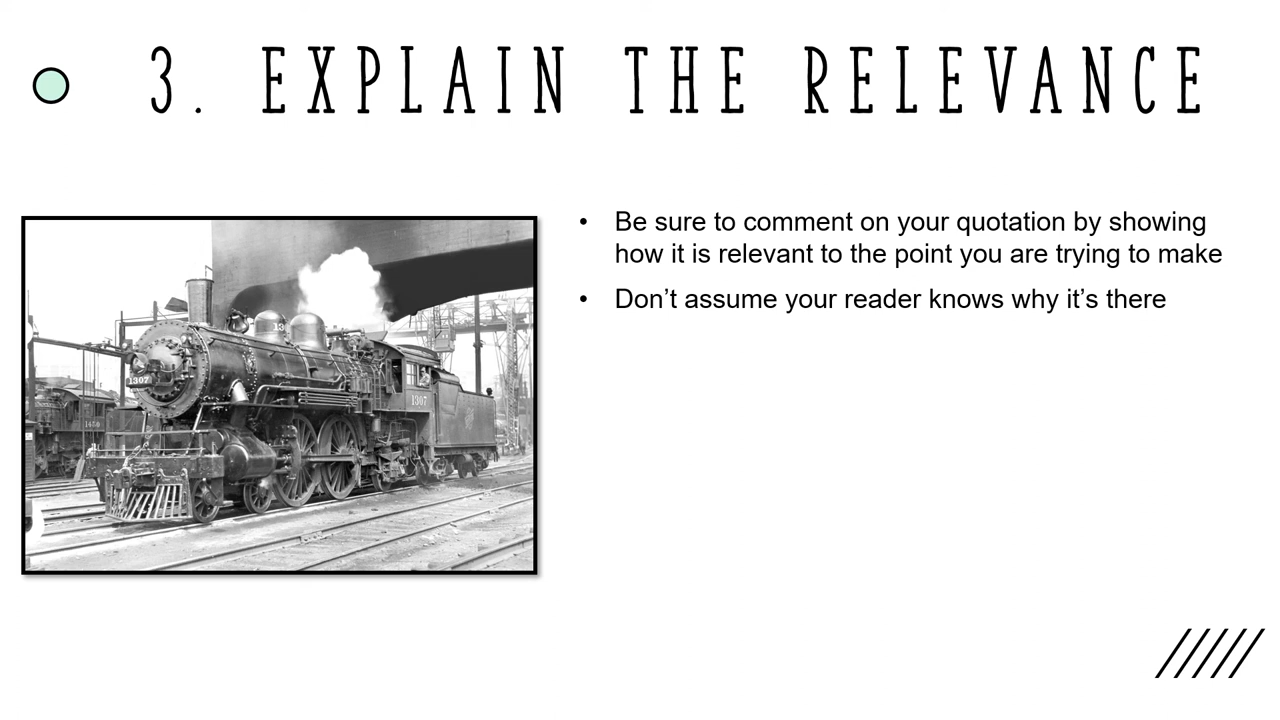 3. EXPLAIN THE RELEVANCE
• Be sure to comment on your quotation by showing
how it is relevant to the point you are trying to make
• Don’t assume your reader knows why it’s there
1307
13
1307